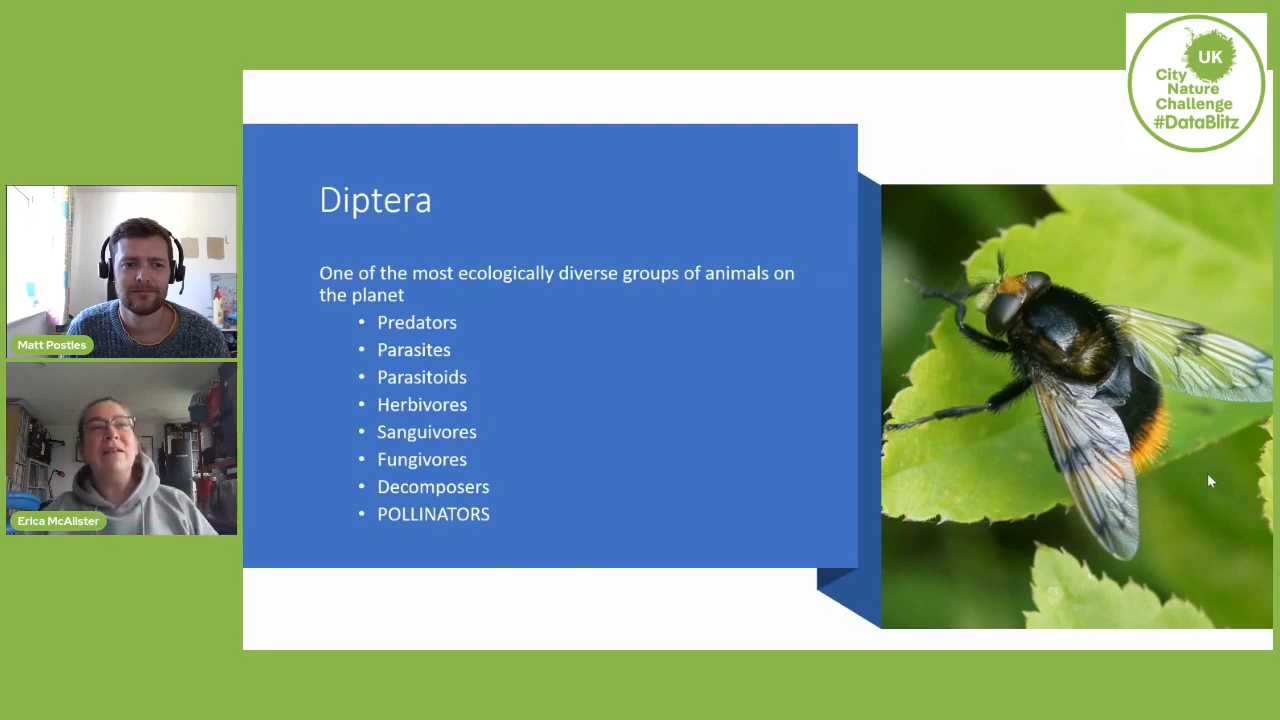 UK
City
Nature
Challenge
#DataBlitz
Diptera
One of the most ecologically diverse groups of animals on
the planet
• Predators
• Parasites
• Parasitoids
• Herbivores
• Sanguivores
• Fungivores
• Decomposers
• POLLINATORS
Matt Postles
Erica McAlister